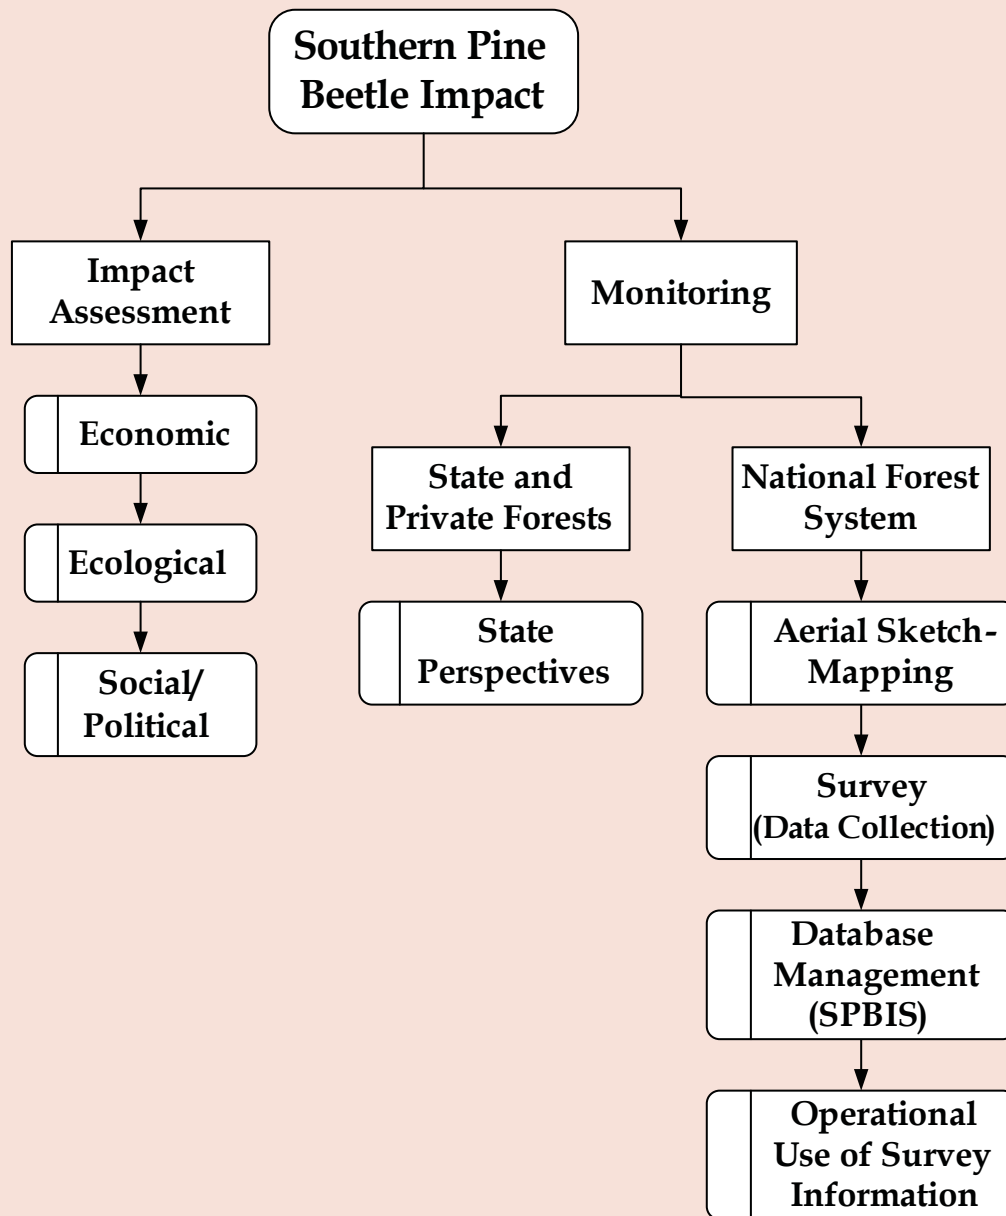 Southern Pine
Beetle Impact
Impact
Assessment
Monitoring
Economic
Ecological
Social/
Political
State and
Private Forests
State
Perspectives
National Forest
System
Aerial Sketch-
Mapping
Survey
(Data Collection)
Database
Management
(SPBIS)
Operational
Use of Survey
Information